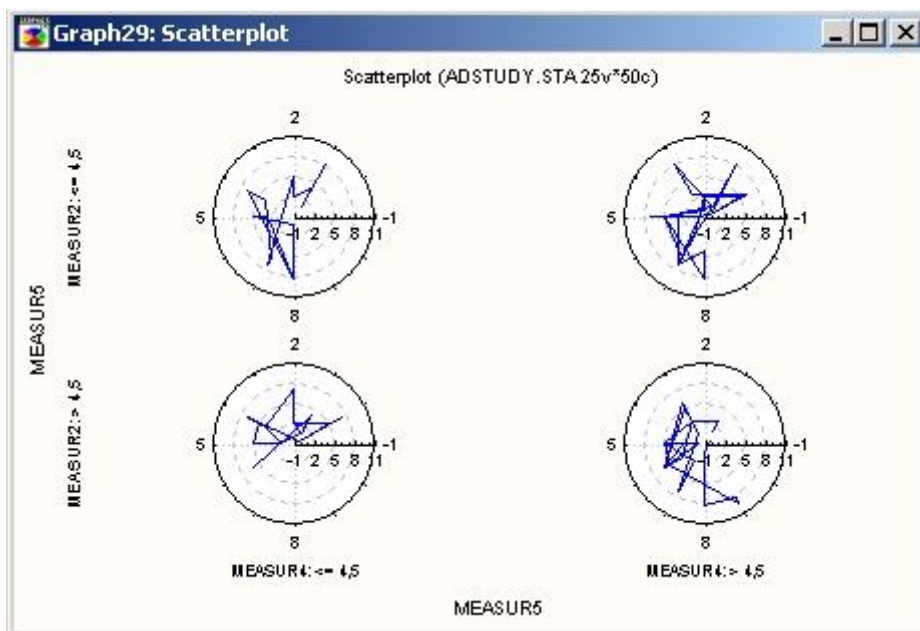 Graph29: Scatterplot
Scatterplot (ADSTUDY.STA 25v*50c)
2
2
5
-1
-1 2 5 8 11
5
-1
-1 2 5 8 11
8
8
MEASUR2: <= 4,5
MEASUR5
2
2
5
-1
-1 2 5 8 11
5
-1
-1 2 5 8 11
8
8
MEASUR2: > 4,5
MEASUR4: <= 4,5
MEASUR4: > 4,5
MEASUR5